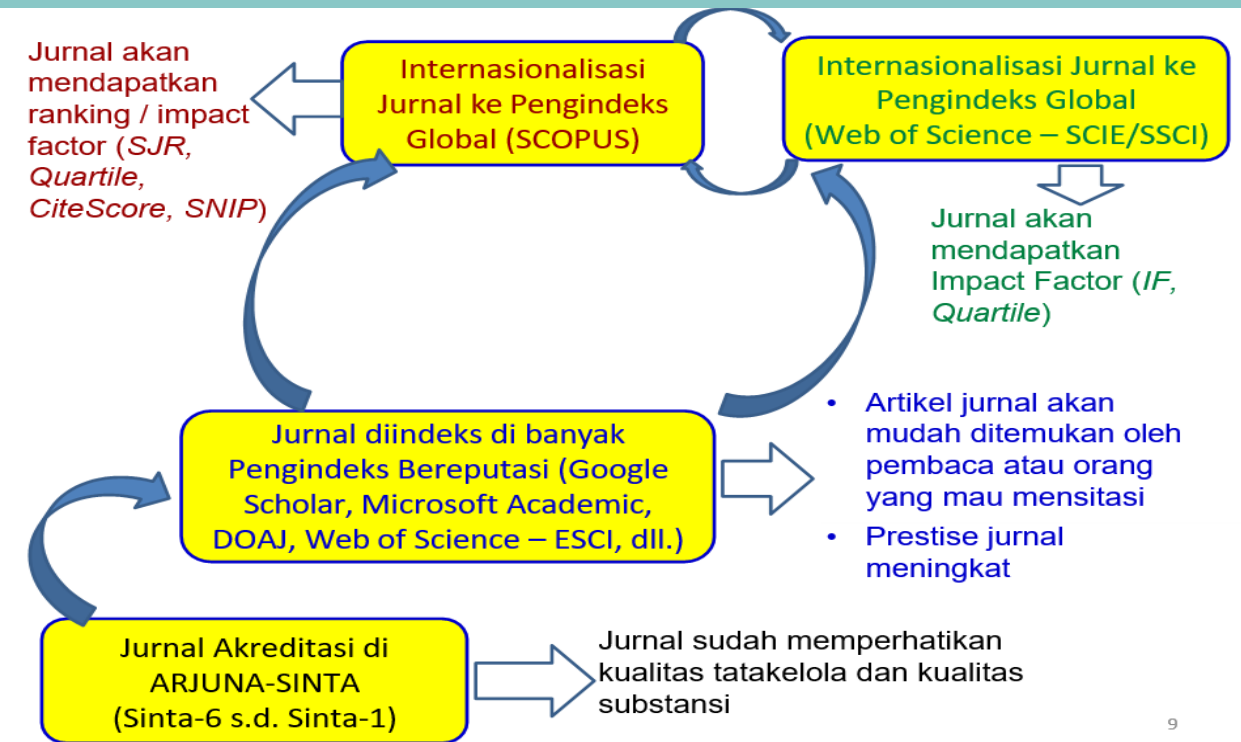 Jurnal akan
mendapatkan
ranking / impact
factor (SJR,
Quartile,
CiteScore, SNIP)
Internasionalisasi
Jurnal ke Pengindeks
Global (SCOPUS)
Internasionalisasi Jurnal ke
Pengindeks Global
(Web of Science – SCIE/SSCI)
Jurnal akan
mendapatkan
Impact Factor (IF,
Quartile)
Jurnal diindeks di banyak
Pengindeks Bereputasi (Google
Scholar, Microsoft Academic,
DOAJ, Web of Science – ESCI, dll.)
• Artikel jurnal akan
mudah ditemukan oleh
pembaca atau orang
yang mau mensitasi
• Prestise jurnal
meningkat
Jurnal Akreditasi di
ARJUNA-SINTA
(Sinta-6 s.d. Sinta-1)
Jurnal sudah memperhatikan
kualitas tatakelola dan kualitas
substansi
9